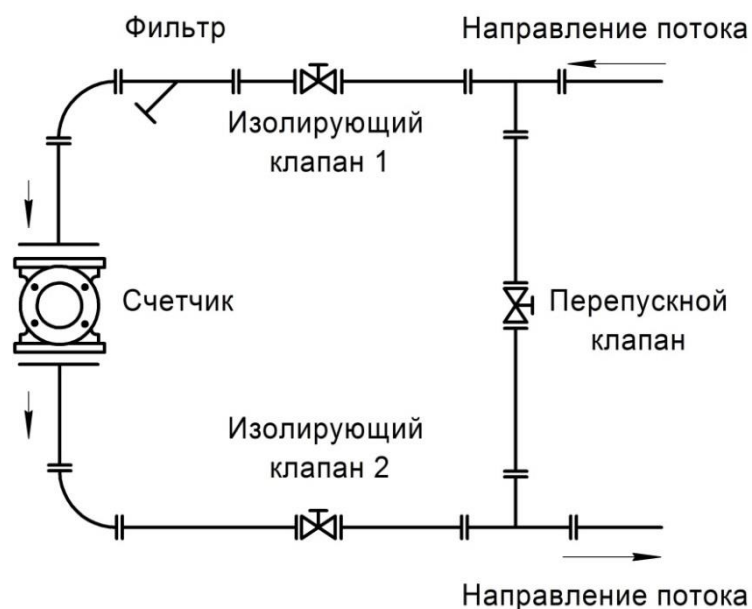 Фильтр
Направление потока
Изолирующий
клапан 1
Счетчик
Перепускной
клапан
Изолирующий
клапан 2
Направление потока